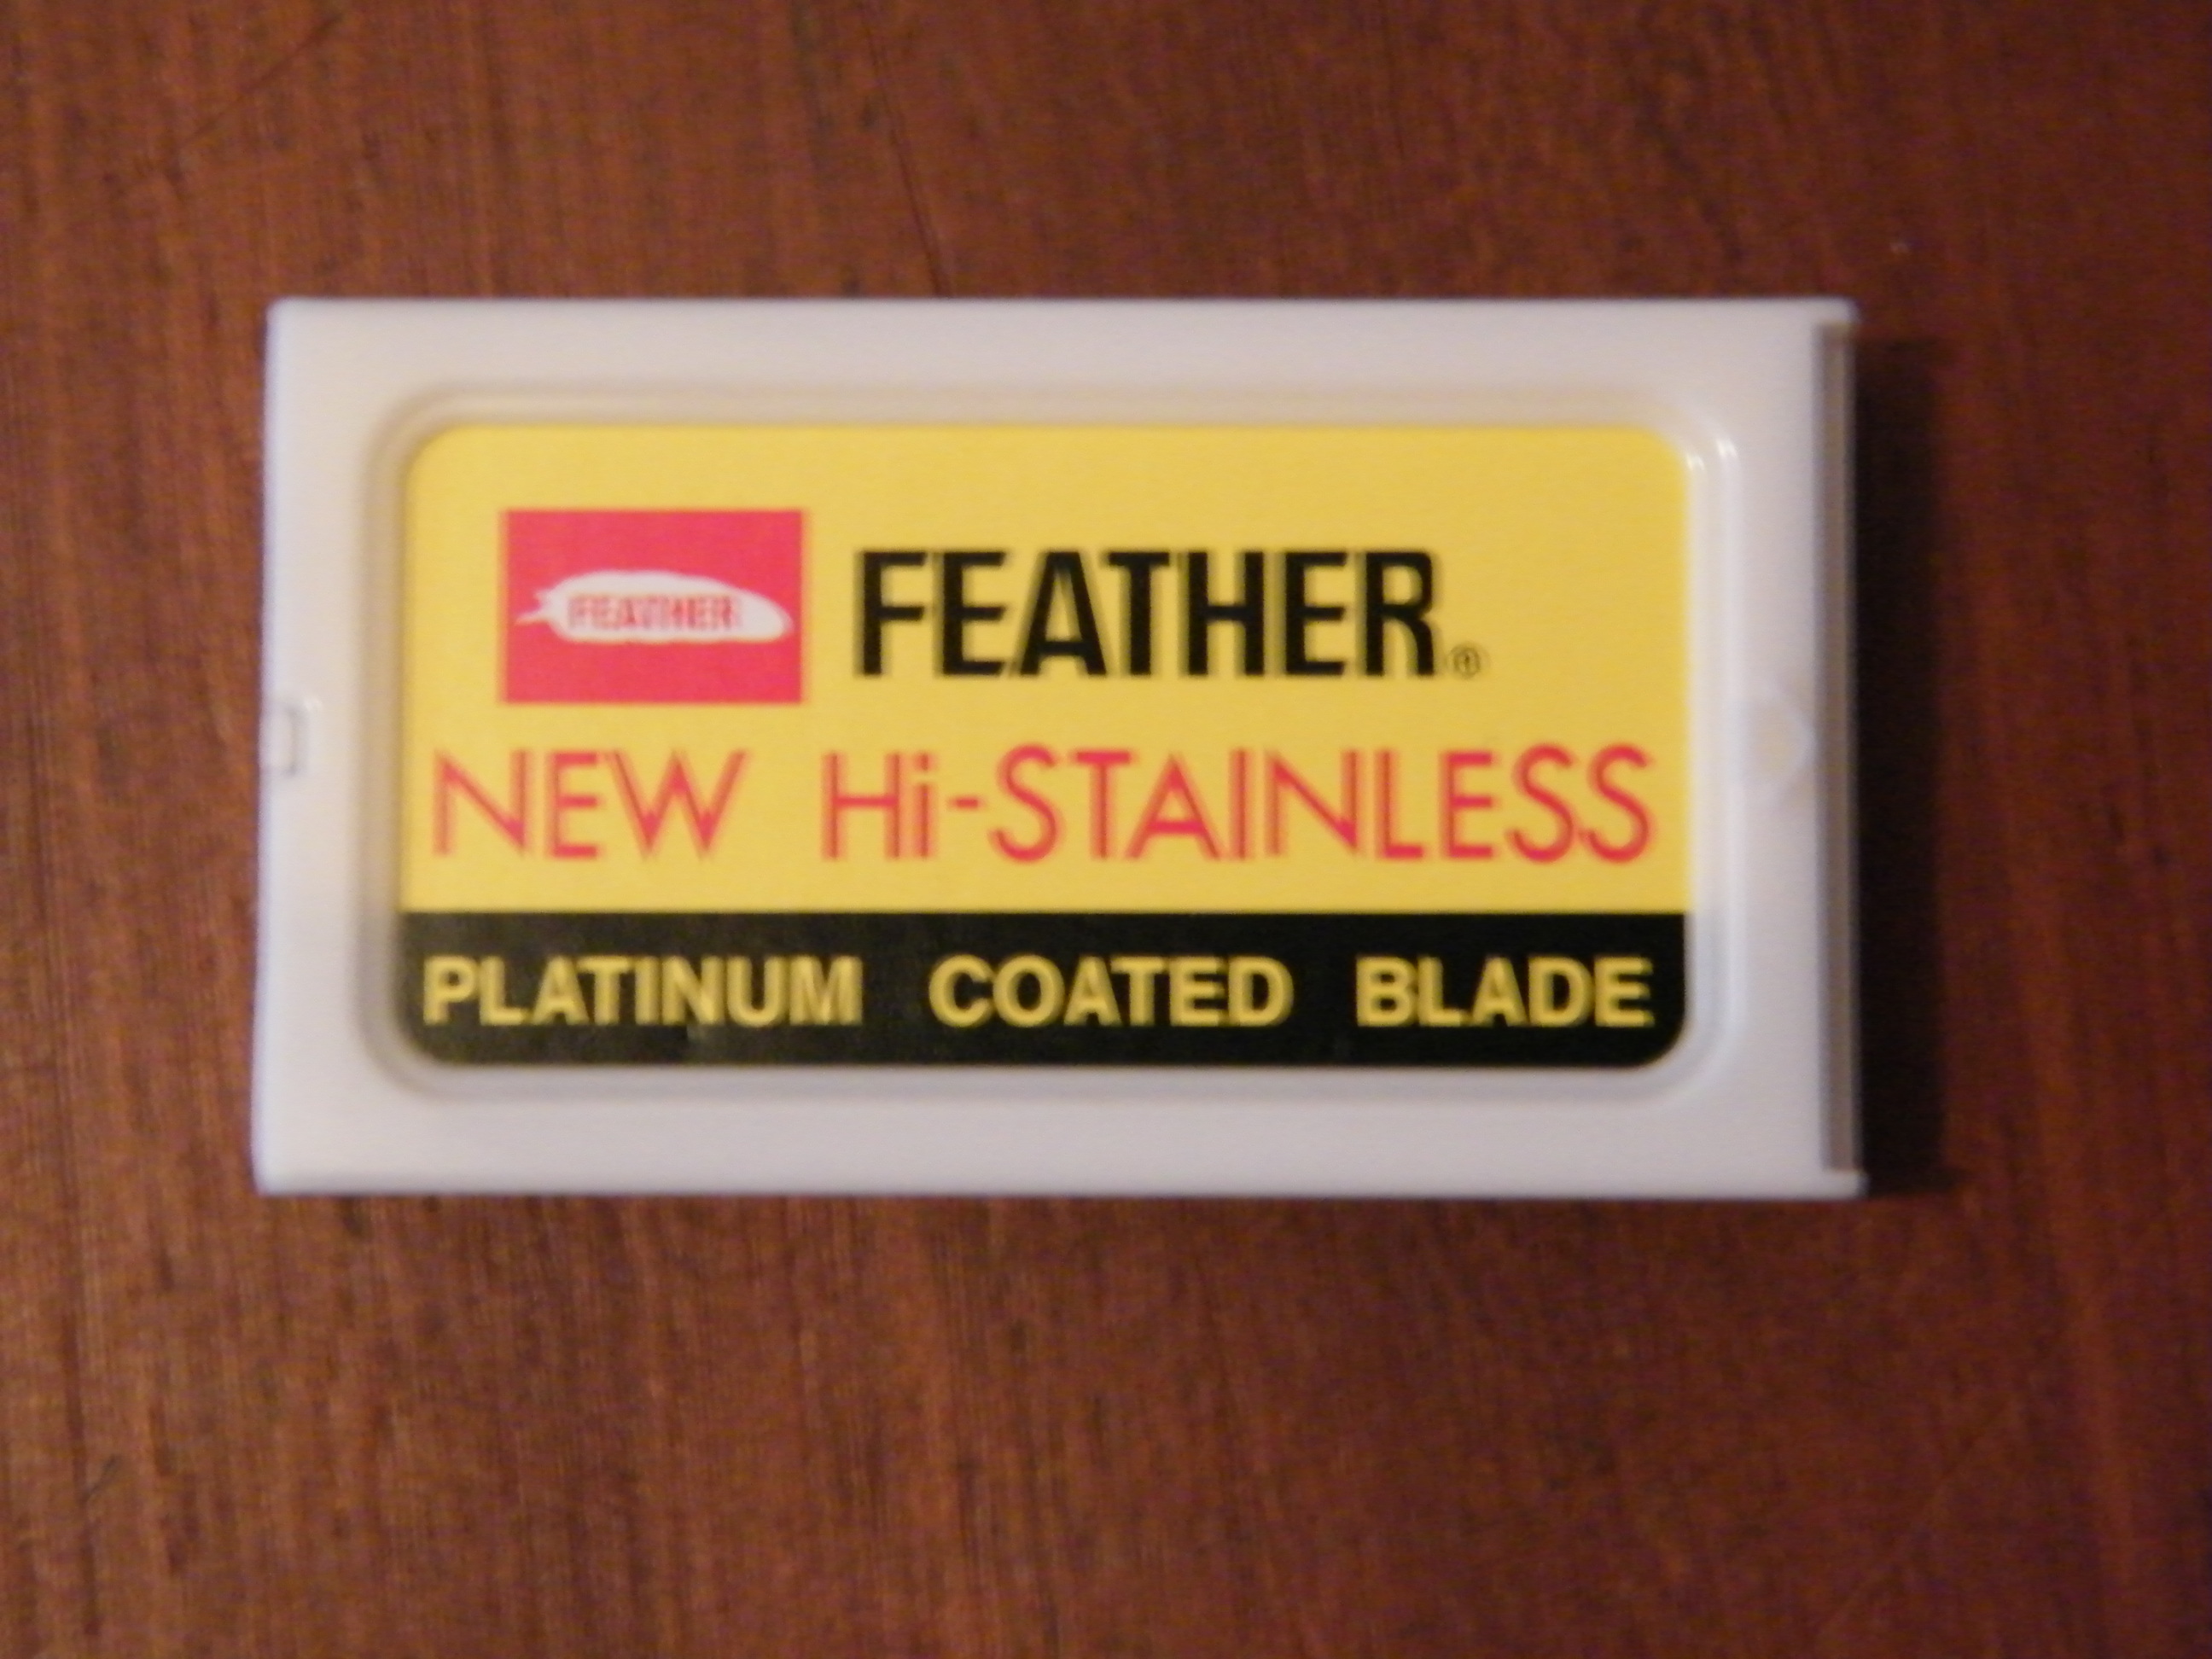 FEATHER
FEATHER®
NEW Hi-STAINLESS
PLATINUM COATED BLADE